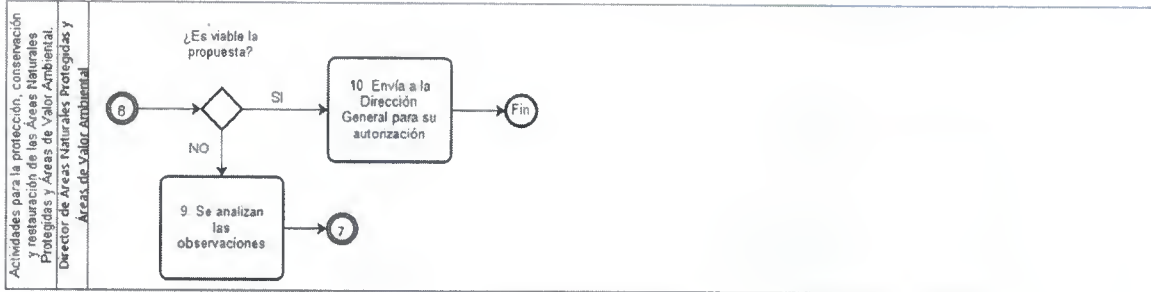 Actividades para la protección, conservación
y restauración de las Áreas Naturales
Protegidas y Áreas de Valor Ambiental.
Director de Areas Naturales Protegidas y
Áreas de Valor Ambiental
¿Es viable la
propuesta?
8
SI
10 Envía a la
Dirección
General para su
autorización
Fin
NO
9 Se analizan
las
observaciones
7